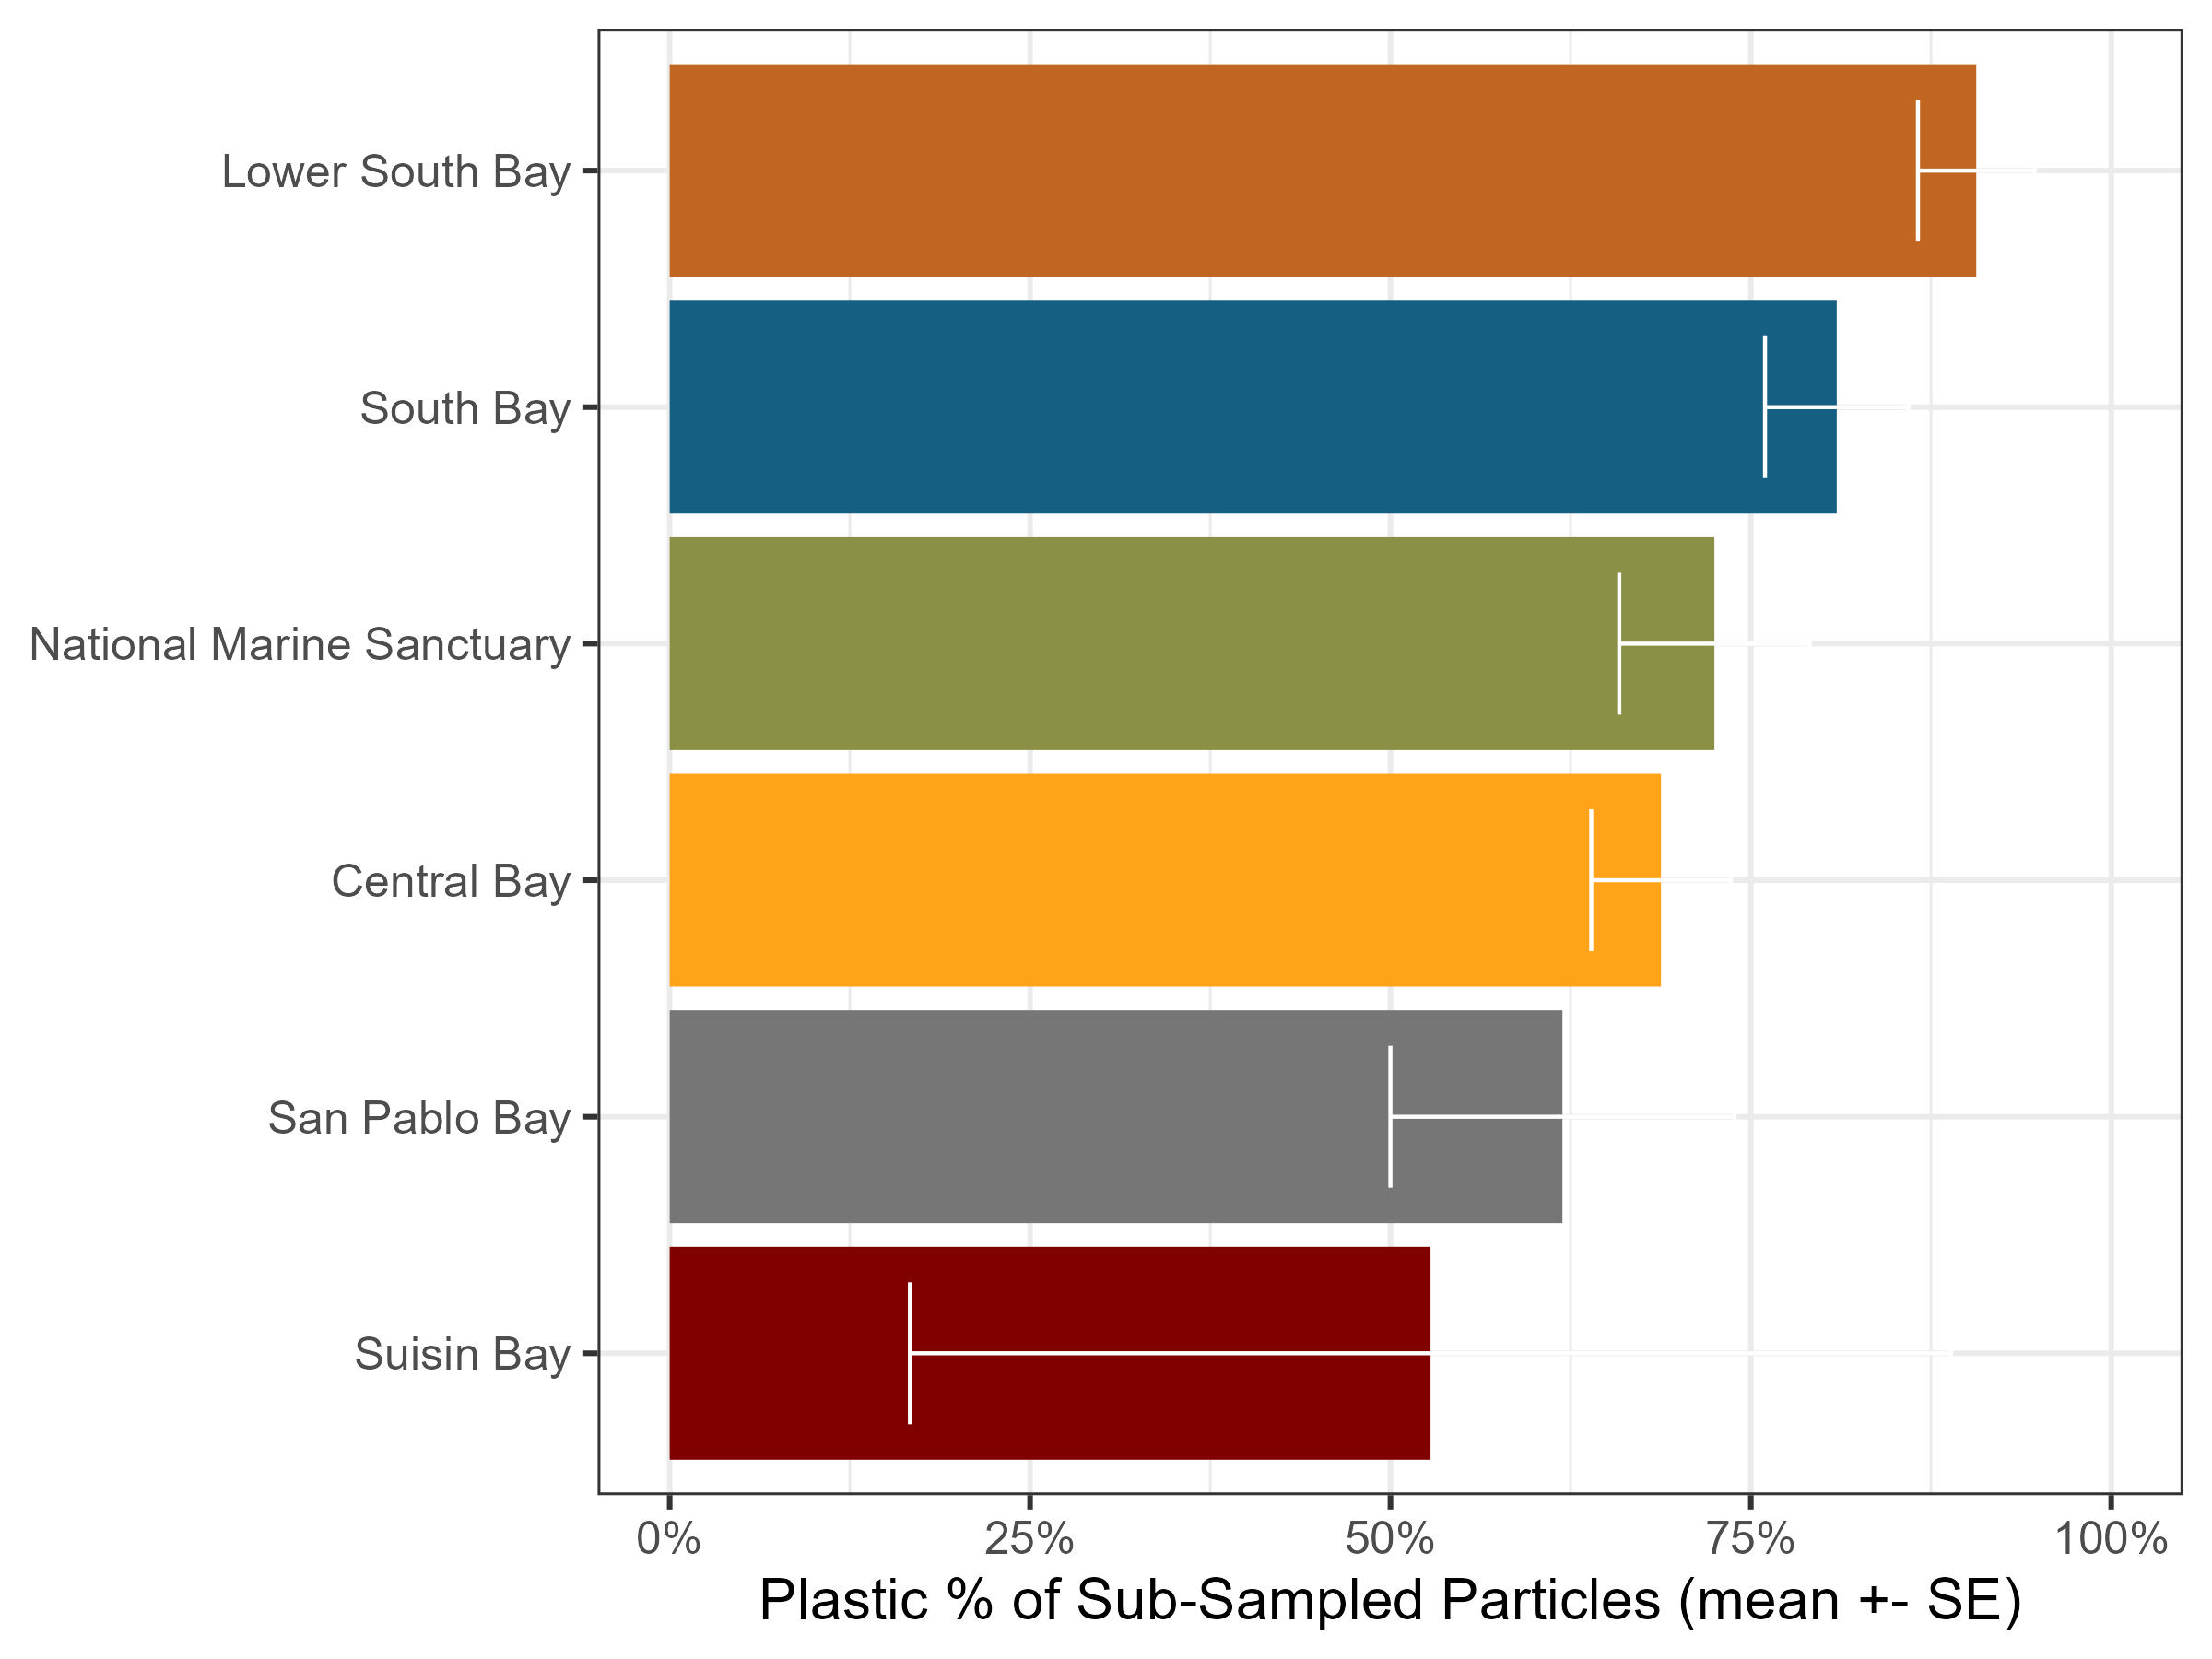 Lower South Bay
South Bay
National Marine Sanctuary
Central Bay
San Pablo Bay
Suisin Bay
0% 25% 50% 75% 100%
Plastic % of Sub-Sampled Particles (mean +- SE)